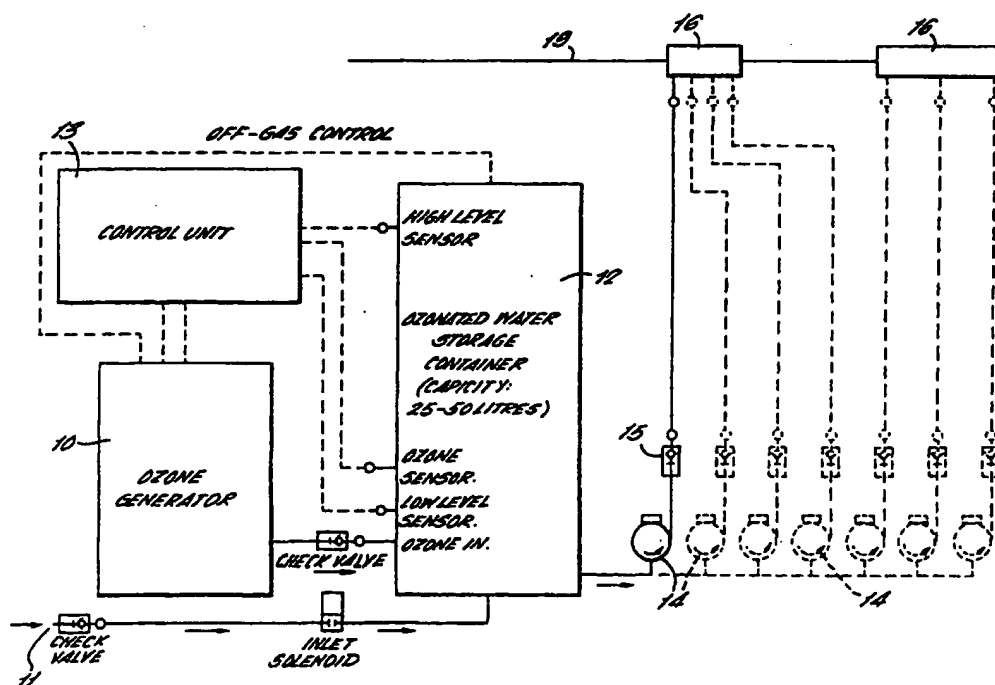 19
16
16
13
OFF-GAS CONTROL
CONTROL UNIT
HIGH LEVEL
SENSOR
12
OZONATED WATER
STORAGE
CONTAINER
(CAPICITY:
25-50 LITRES)
10
OZONE
GENERATOR
OZONE
SENSOR.
LOW LEVEL
SENSOR.
OZONE IN.
CHECK VALVE
15
14
14
11
CHECK
VALVE
INLET
SOLENOID